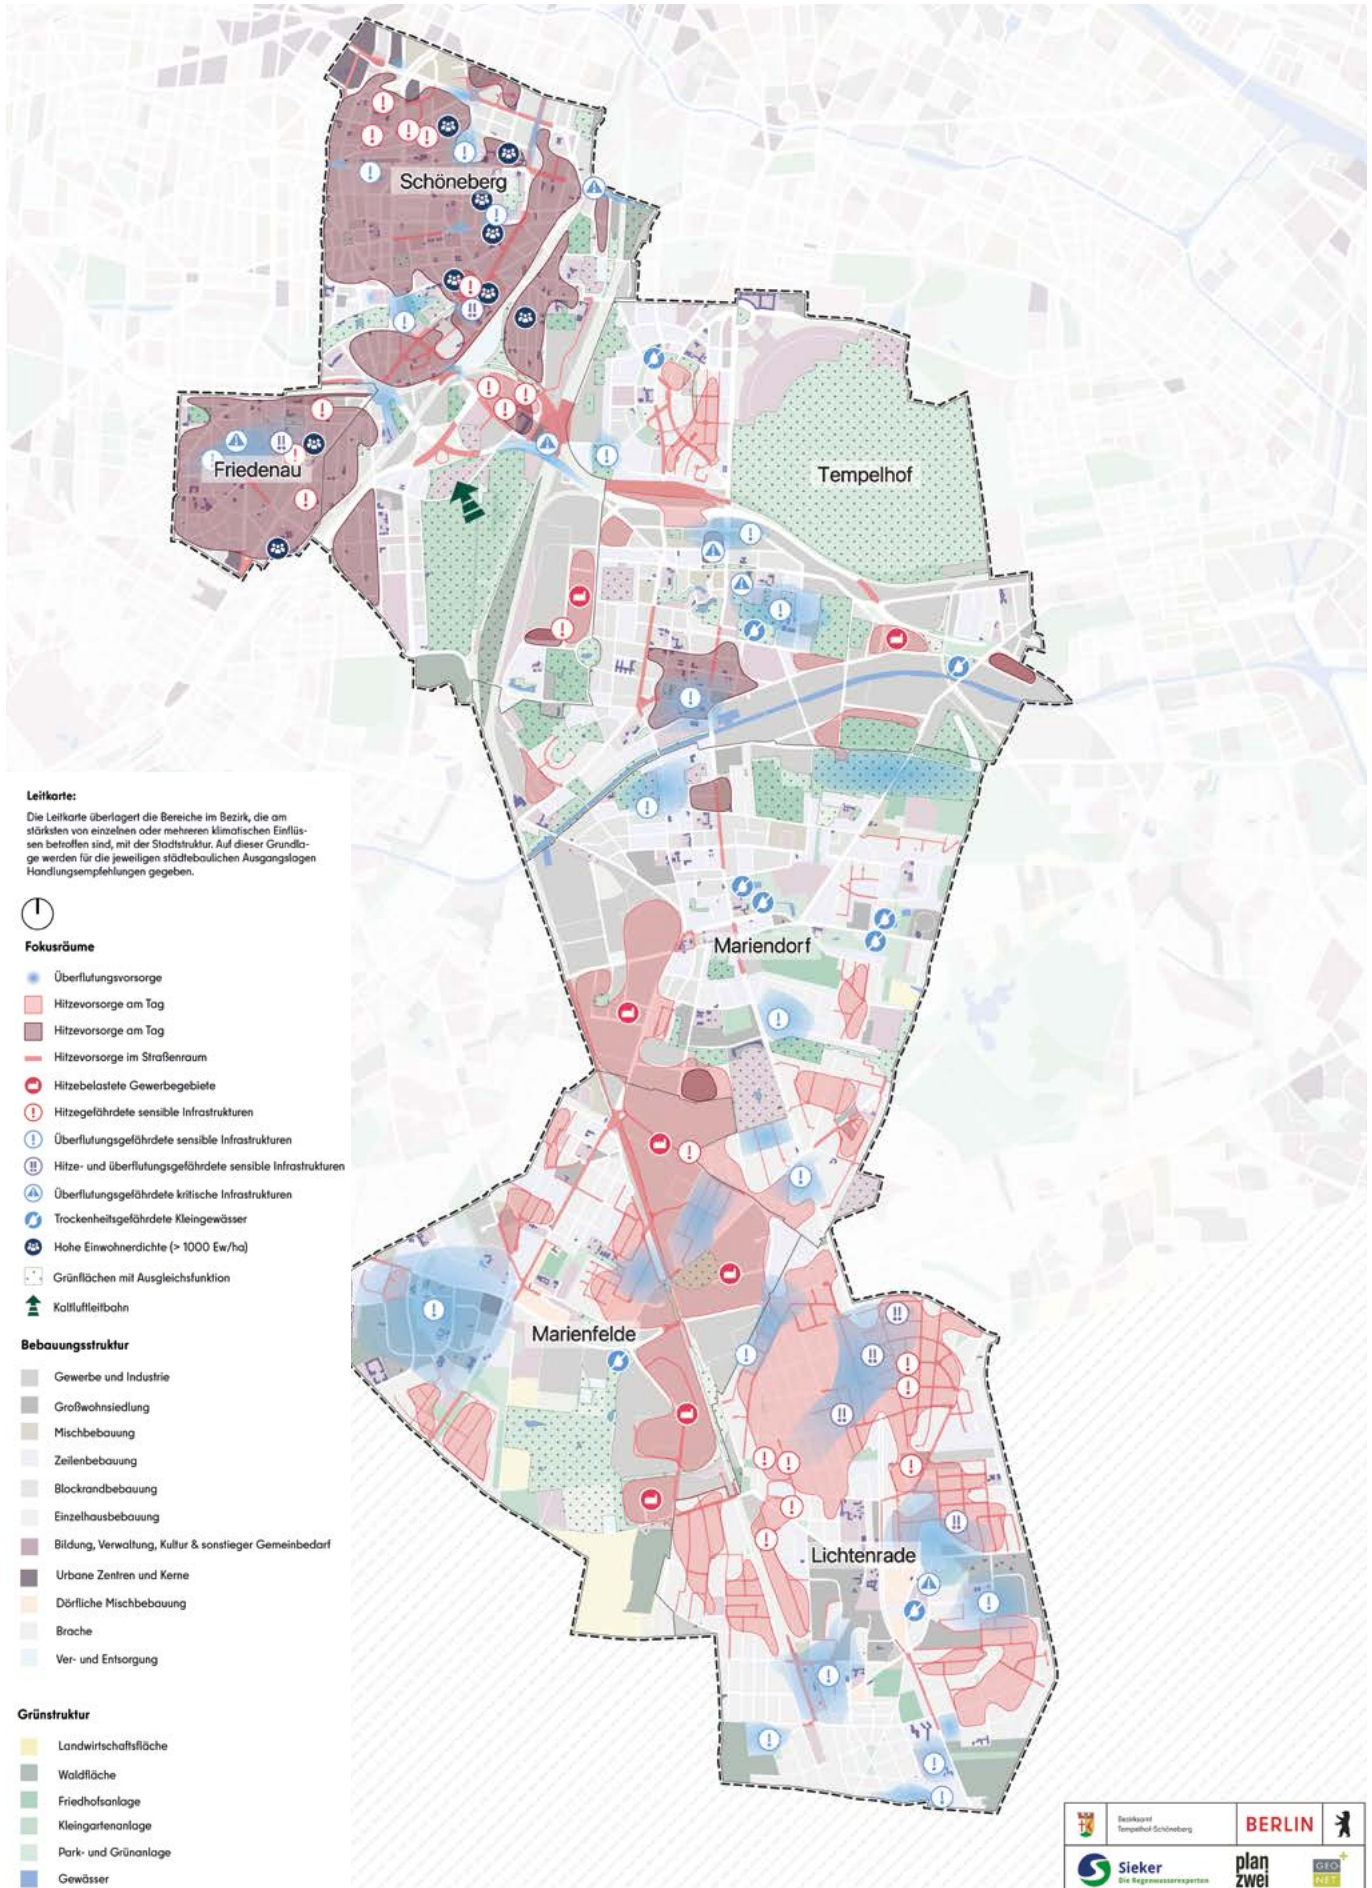 Schöneberg
Friedenau
Tempelhof
Mariendorf
Marienfelde
Lichtenrade
Leitkarte:
Die Leitkarte überlagert die Bereiche im Bezirk, die am
stärksten von einzelnen oder mehreren klimatischen Einflüs-
sen betroffen sind, mit der Stadtstruktur. Auf dieser Grundla-
ge werden für die jeweiligen städtebaulichen Ausgangslagen
Handlungsempfehlungen gegeben.
Fokusräume
Überflutungsvorsorge
Hitzevorsorge am Tag
Hitzevorsorge am Tag
Hitzevorsorge im Straßenraum
Hitzebelastete Gewerbegebiete
Hitzegefährdete sensible Infrastrukturen
Überflutungsgefährdete sensible Infrastrukturen
Hitze- und überflutungsgefährdete sensible Infrastrukturen
Überflutungsgefährdete kritische Infrastrukturen
Trockenheitsgefährdete Kleingewässer
Hohe Einwohnerdichte (> 1000 Ew/ha)
Grünflächen mit Ausgleichsfunktion
Kaltluftleitbahn
Bebauungsstruktur
Gewerbe und Industrie
Großwohnsiedlung
Mischbebauung
Zeilenbebauung
Blockrandbebauung
Einzelhausbebauung
Bildung, Verwaltung, Kultur & sonstieger Gemeinbedarf
Urbane Zentren und Kerne
Dörfliche Mischbebauung
Brache
Ver- und Entsorgung
Grünstruktur
Landwirtschaftsfläche
Waldfläche
Friedhofsanlage
Kleingartenanlage
Park- und Grünanlage
Gewässer
Bezirksamt
Tempelhof-Schöneberg
BERLIN
Sieker
Die Regenwasserexperten
plan
zwei
GEO
NET